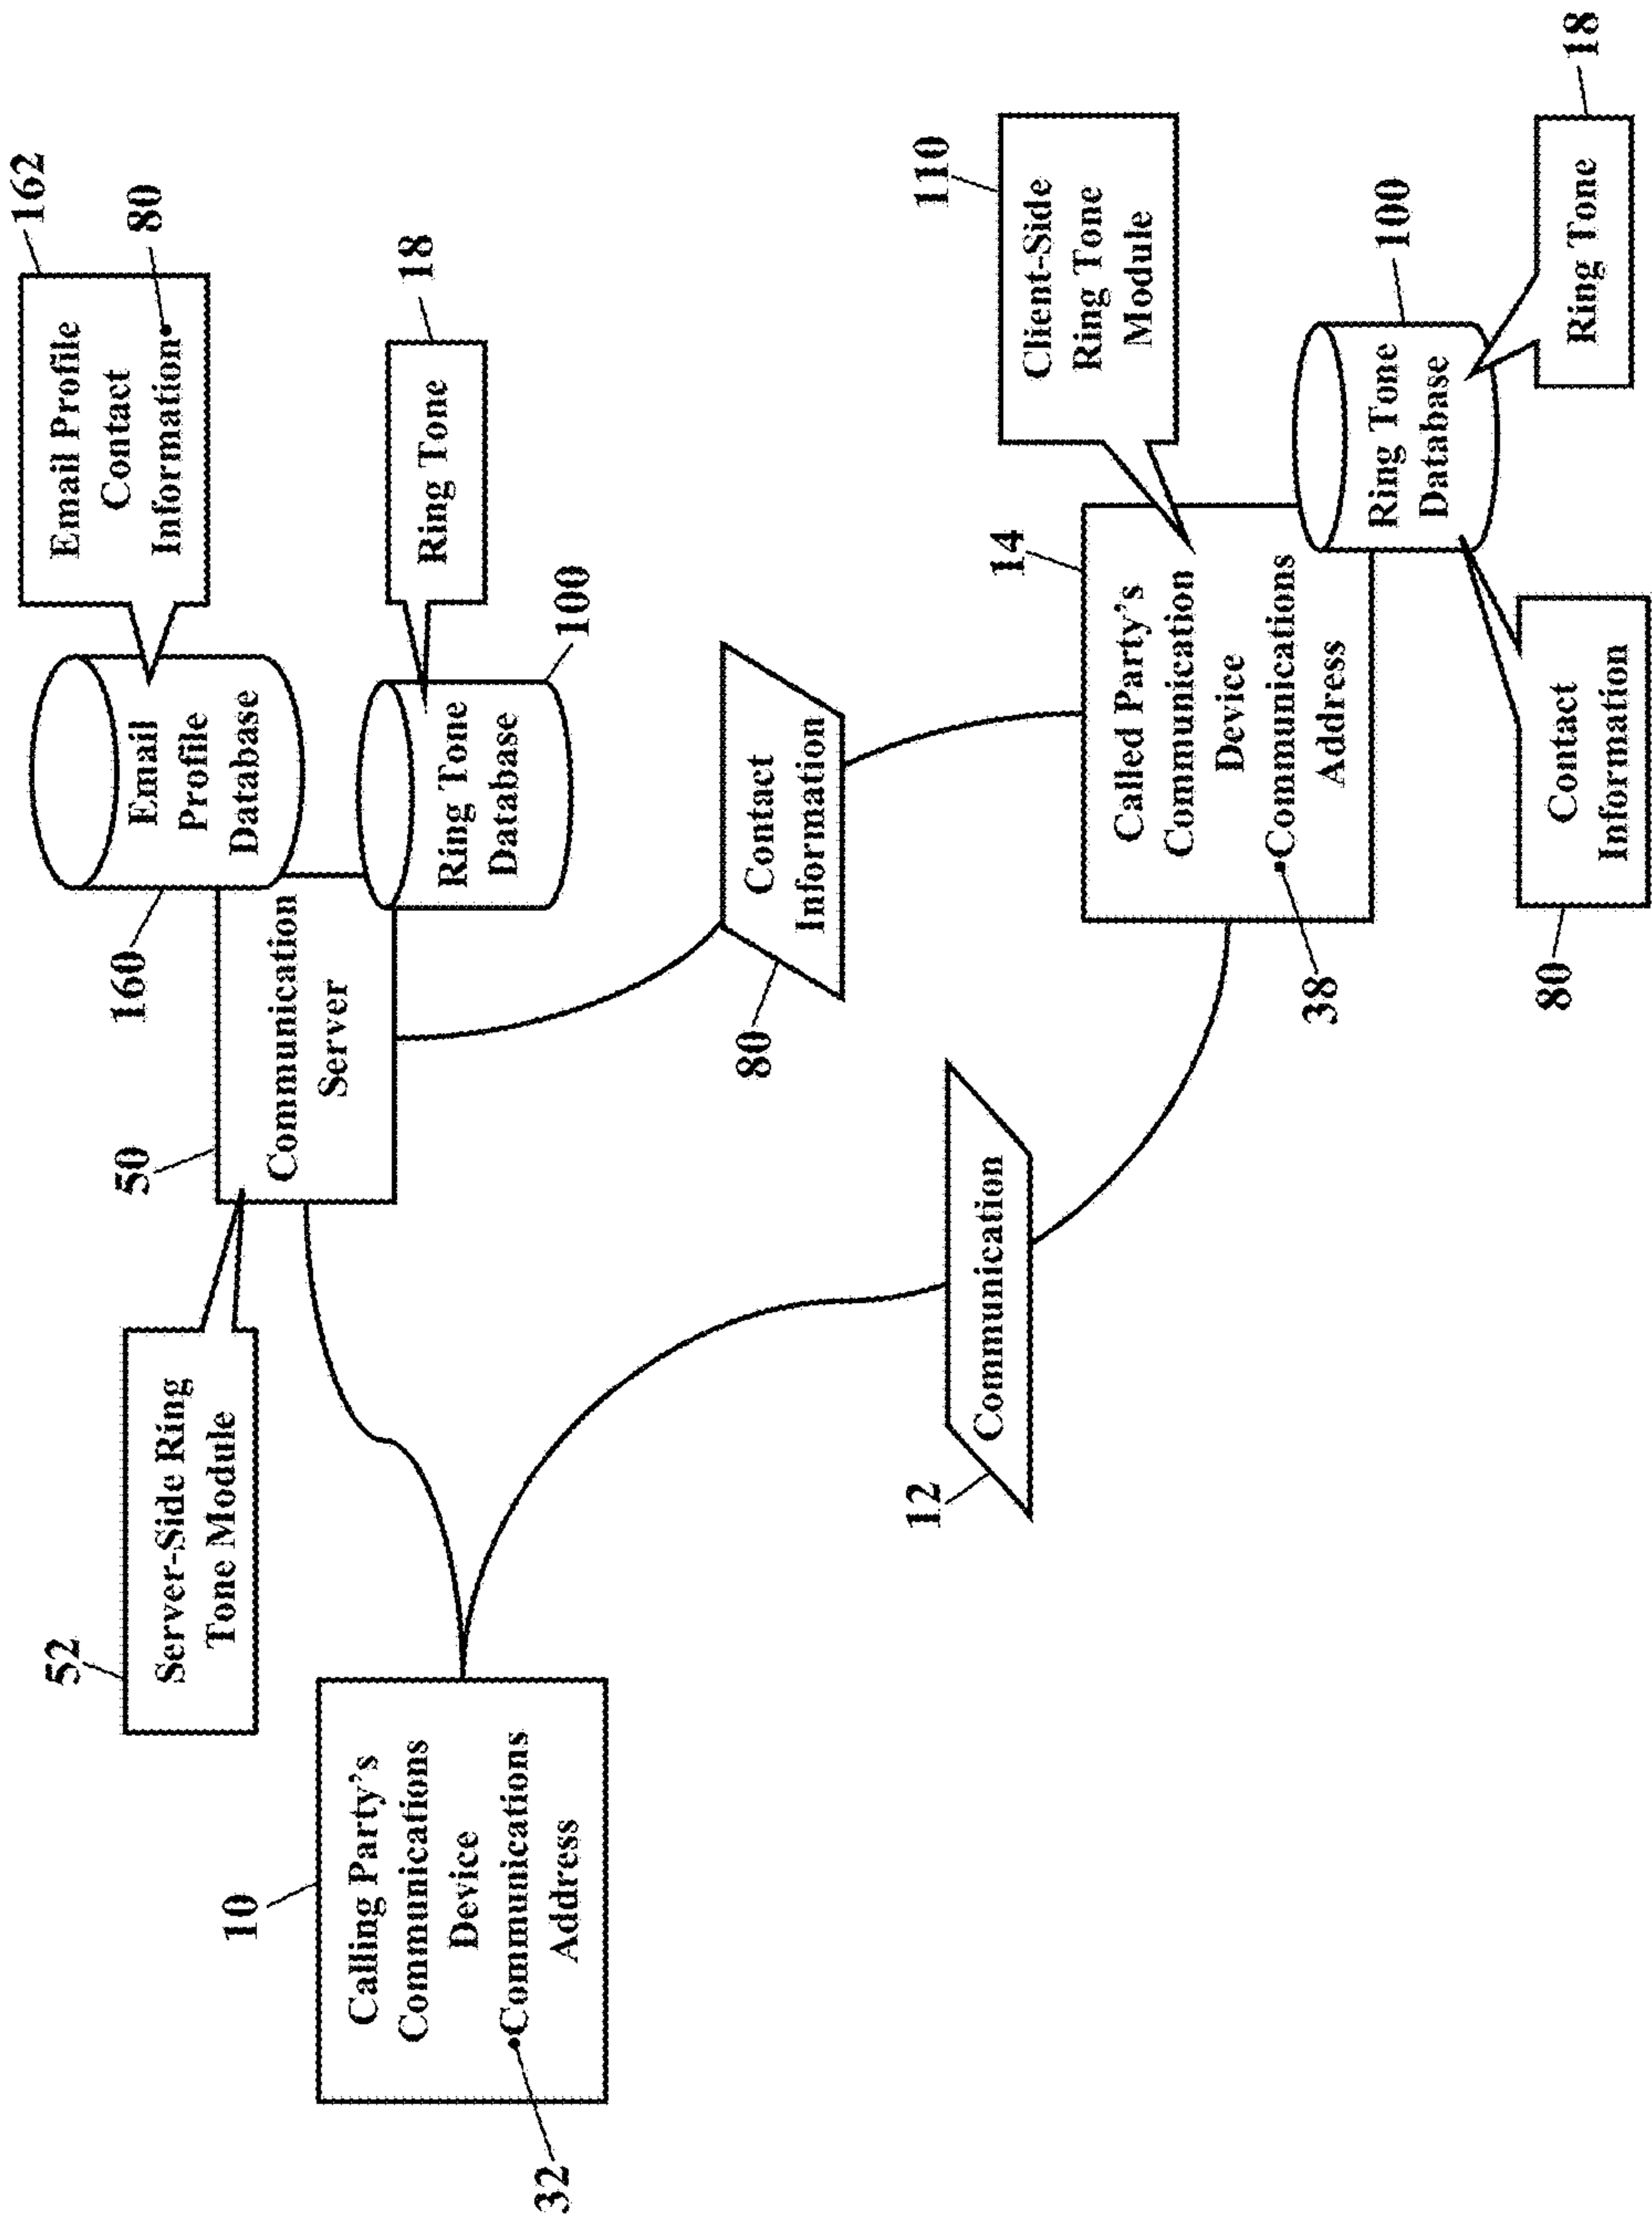 162
Email Profile
Contact
Information
80
Email
Profile
Database
160
18
Ring Tone
Ring Tone
Database
100
52
Server-Side Ring
Tone Module
50
Communication
Server
10
Calling Party's
Communications
Device
Communications
Address
32
Contact
Information
80
Communication
12
110
Client-Side
Ring Tone
Module
14
Called Party's
Communication
Device
Communications
Address
38
Ring Tone
Database
100
18
Ring Tone
Contact
Information
80